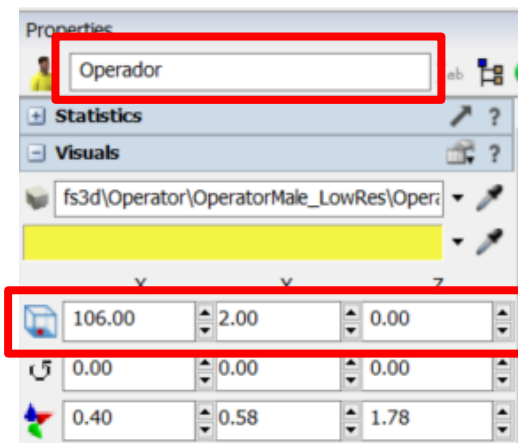 Properties
Operador
Statistics ?
Visuals ?
fs3d\Operator\OperatorMale_LowRes\Opera
X Y Z
106.00 2.00 0.00
0.00 0.00 0.00
0.40 0.58 1.78